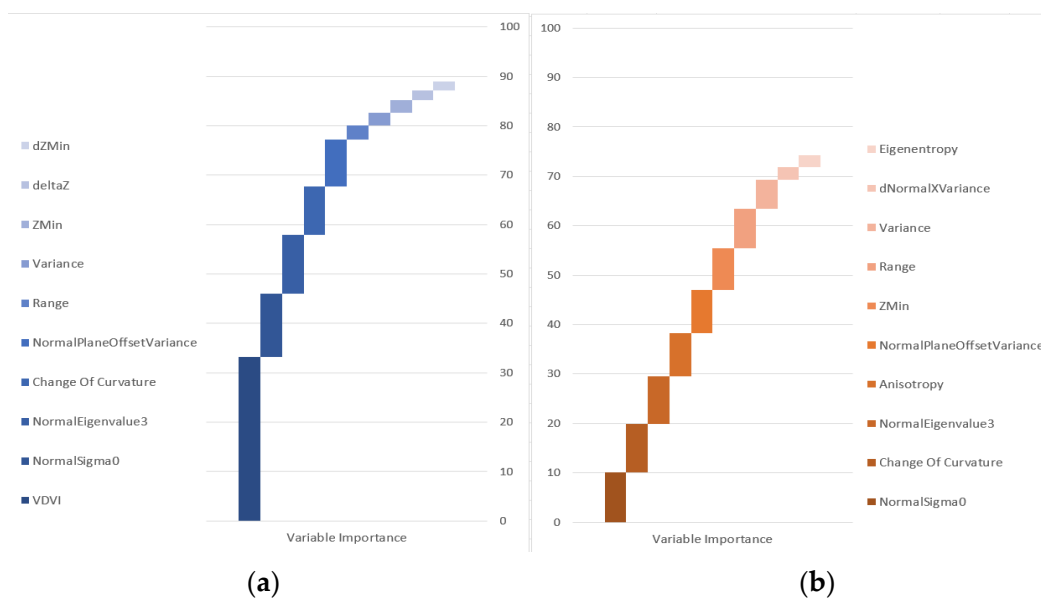 dZMin
deltaZ
ZMin
Variance
Range
NormalPlaneOffsetVariance
Change Of Curvature
NormalEigenvalue3
NormalSigma0
VDVI
100
90
80
70
60
50
40
30
20
10
0
Variable Importance
(a)
100
90
80
70
60
50
40
30
20
10
0
Variable Importance
Eigenentropy
dNormalXVariance
Variance
Range
ZMin
NormalPlaneOffsetVariance
Anisotropy
NormalEigenvalue3
Change Of Curvature
NormalSigma0
(b)